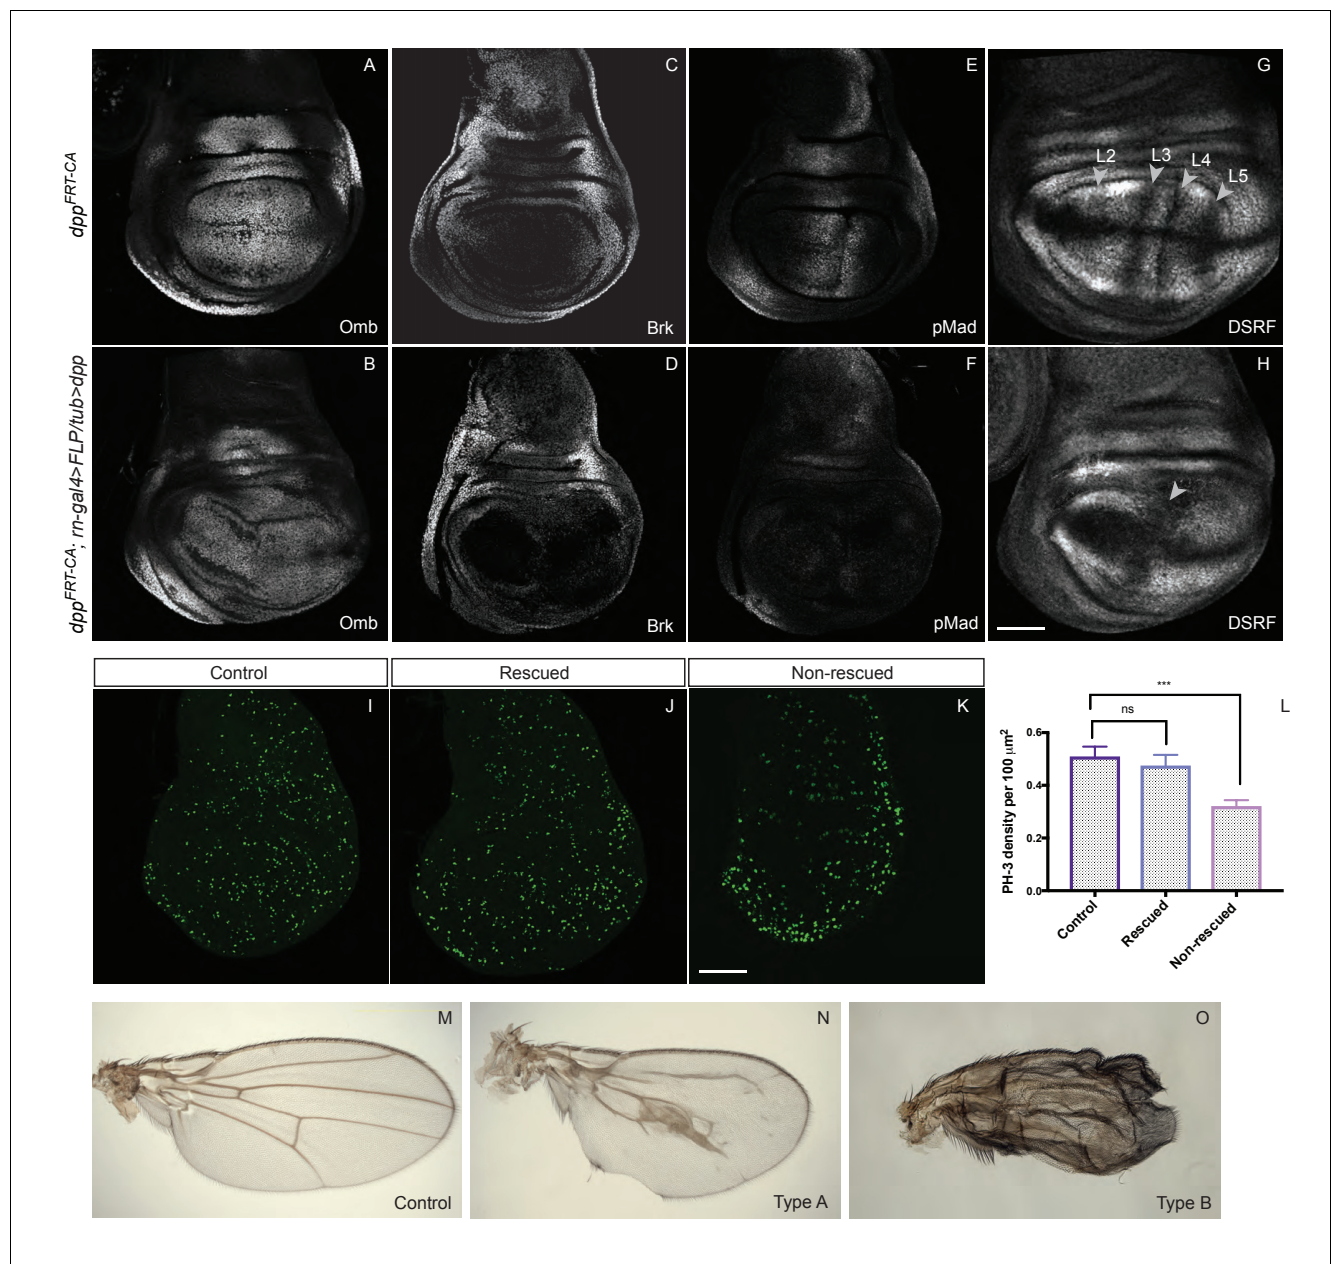 A
C
E
G
dpp^FRT-CA
L2
L3
L4
L5
Omb
Brk
pMad
DSRF
B
D
F
H
dpp^FRT-CA; rn-gal4>FLP/tub>dpp
Omb
Brk
pMad
DSRF
Control
Rescued
Non-rescued
I
J
K
L
***
ns
PH-3 density per 100 μm²
0.6
0.4
0.2
0.0
Control
Rescued
Non-rescued
M
N
O
Control
Type A
Type B